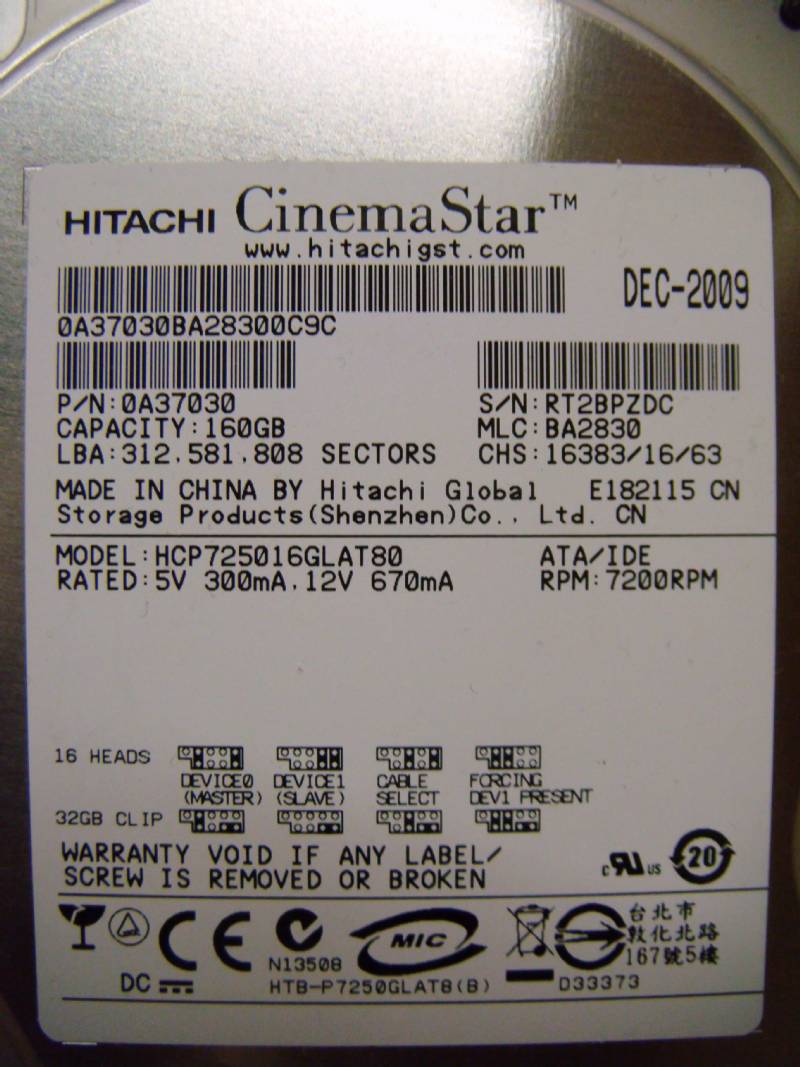 HITACHI CinemaStar™
www.hitachigst.com
DEC-2009
0A37030BA28300C9C
P/N:0A37030 S/N:RT2BPZDC
CAPACITY:160GB MLC:BA2830
LBA:312,581,808 SECTORS CHS:16383/16/63
MADE IN CHINA BY Hitachi Global E182115 CN
Storage Products(Shenzhen)Co., Ltd. CN
MODEL:HCP725016GLAT80 ATA/IDE
RATED:5V 300mA,12V 670mA RPM:7200RPM
16 HEADS
DEVICE0 DEVICE1 CABLE FORCING
(MASTER) (SLAVE) SELECT DEV1 PRESENT
32GB CLIP
WARRANTY VOID IF ANY LABEL/
SCREW IS REMOVED OR BROKEN
c RU us 20
CE N13508 MIC
台北市
敦化北路
167號5樓
DC HTB-P7250GLAT8(B) D33373